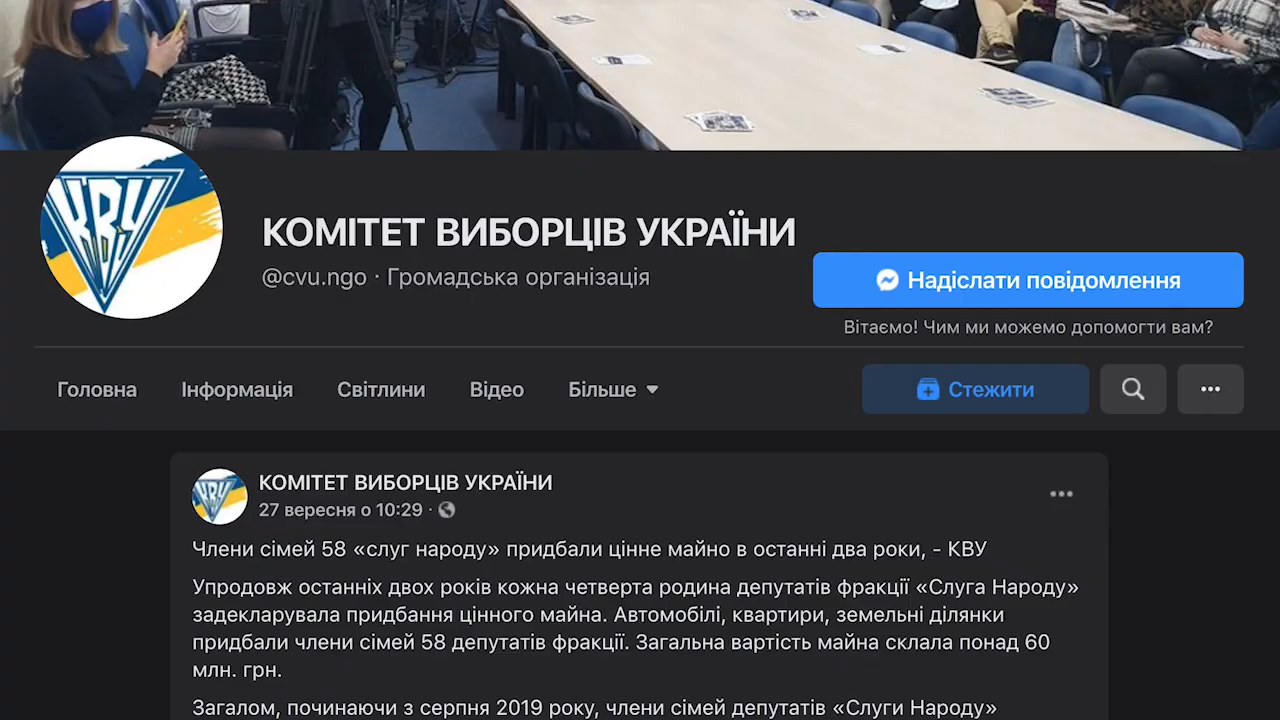 КВУ
КОМІТЕТ ВИБОРЦІВ УКРАЇНИ
@cvu.ngo · Громадська організація
Надіслати повідомлення
Вітаємо! Чим ми можемо допомогти вам?
Головна Інформація Світлини Відео Більше
Стежити
КВУ
КОМІТЕТ ВИБОРЦІВ УКРАЇНИ
27 вересня о 10:29 ·
Члени сімей 58 «слуг народу» придбали цінне майно в останні два роки, - КВУ
Упродовж останніх двох років кожна четверта родина депутатів фракції «Слуга Народу»
задекларувала придбання цінного майна. Автомобілі, квартири, земельні ділянки
придбали члени сімей 58 депутатів фракції. Загальна вартість майна склала понад 60
млн. грн.
Загалом, починаючи з серпня 2019 року, члени сімей депутатів «Слуги Народу»